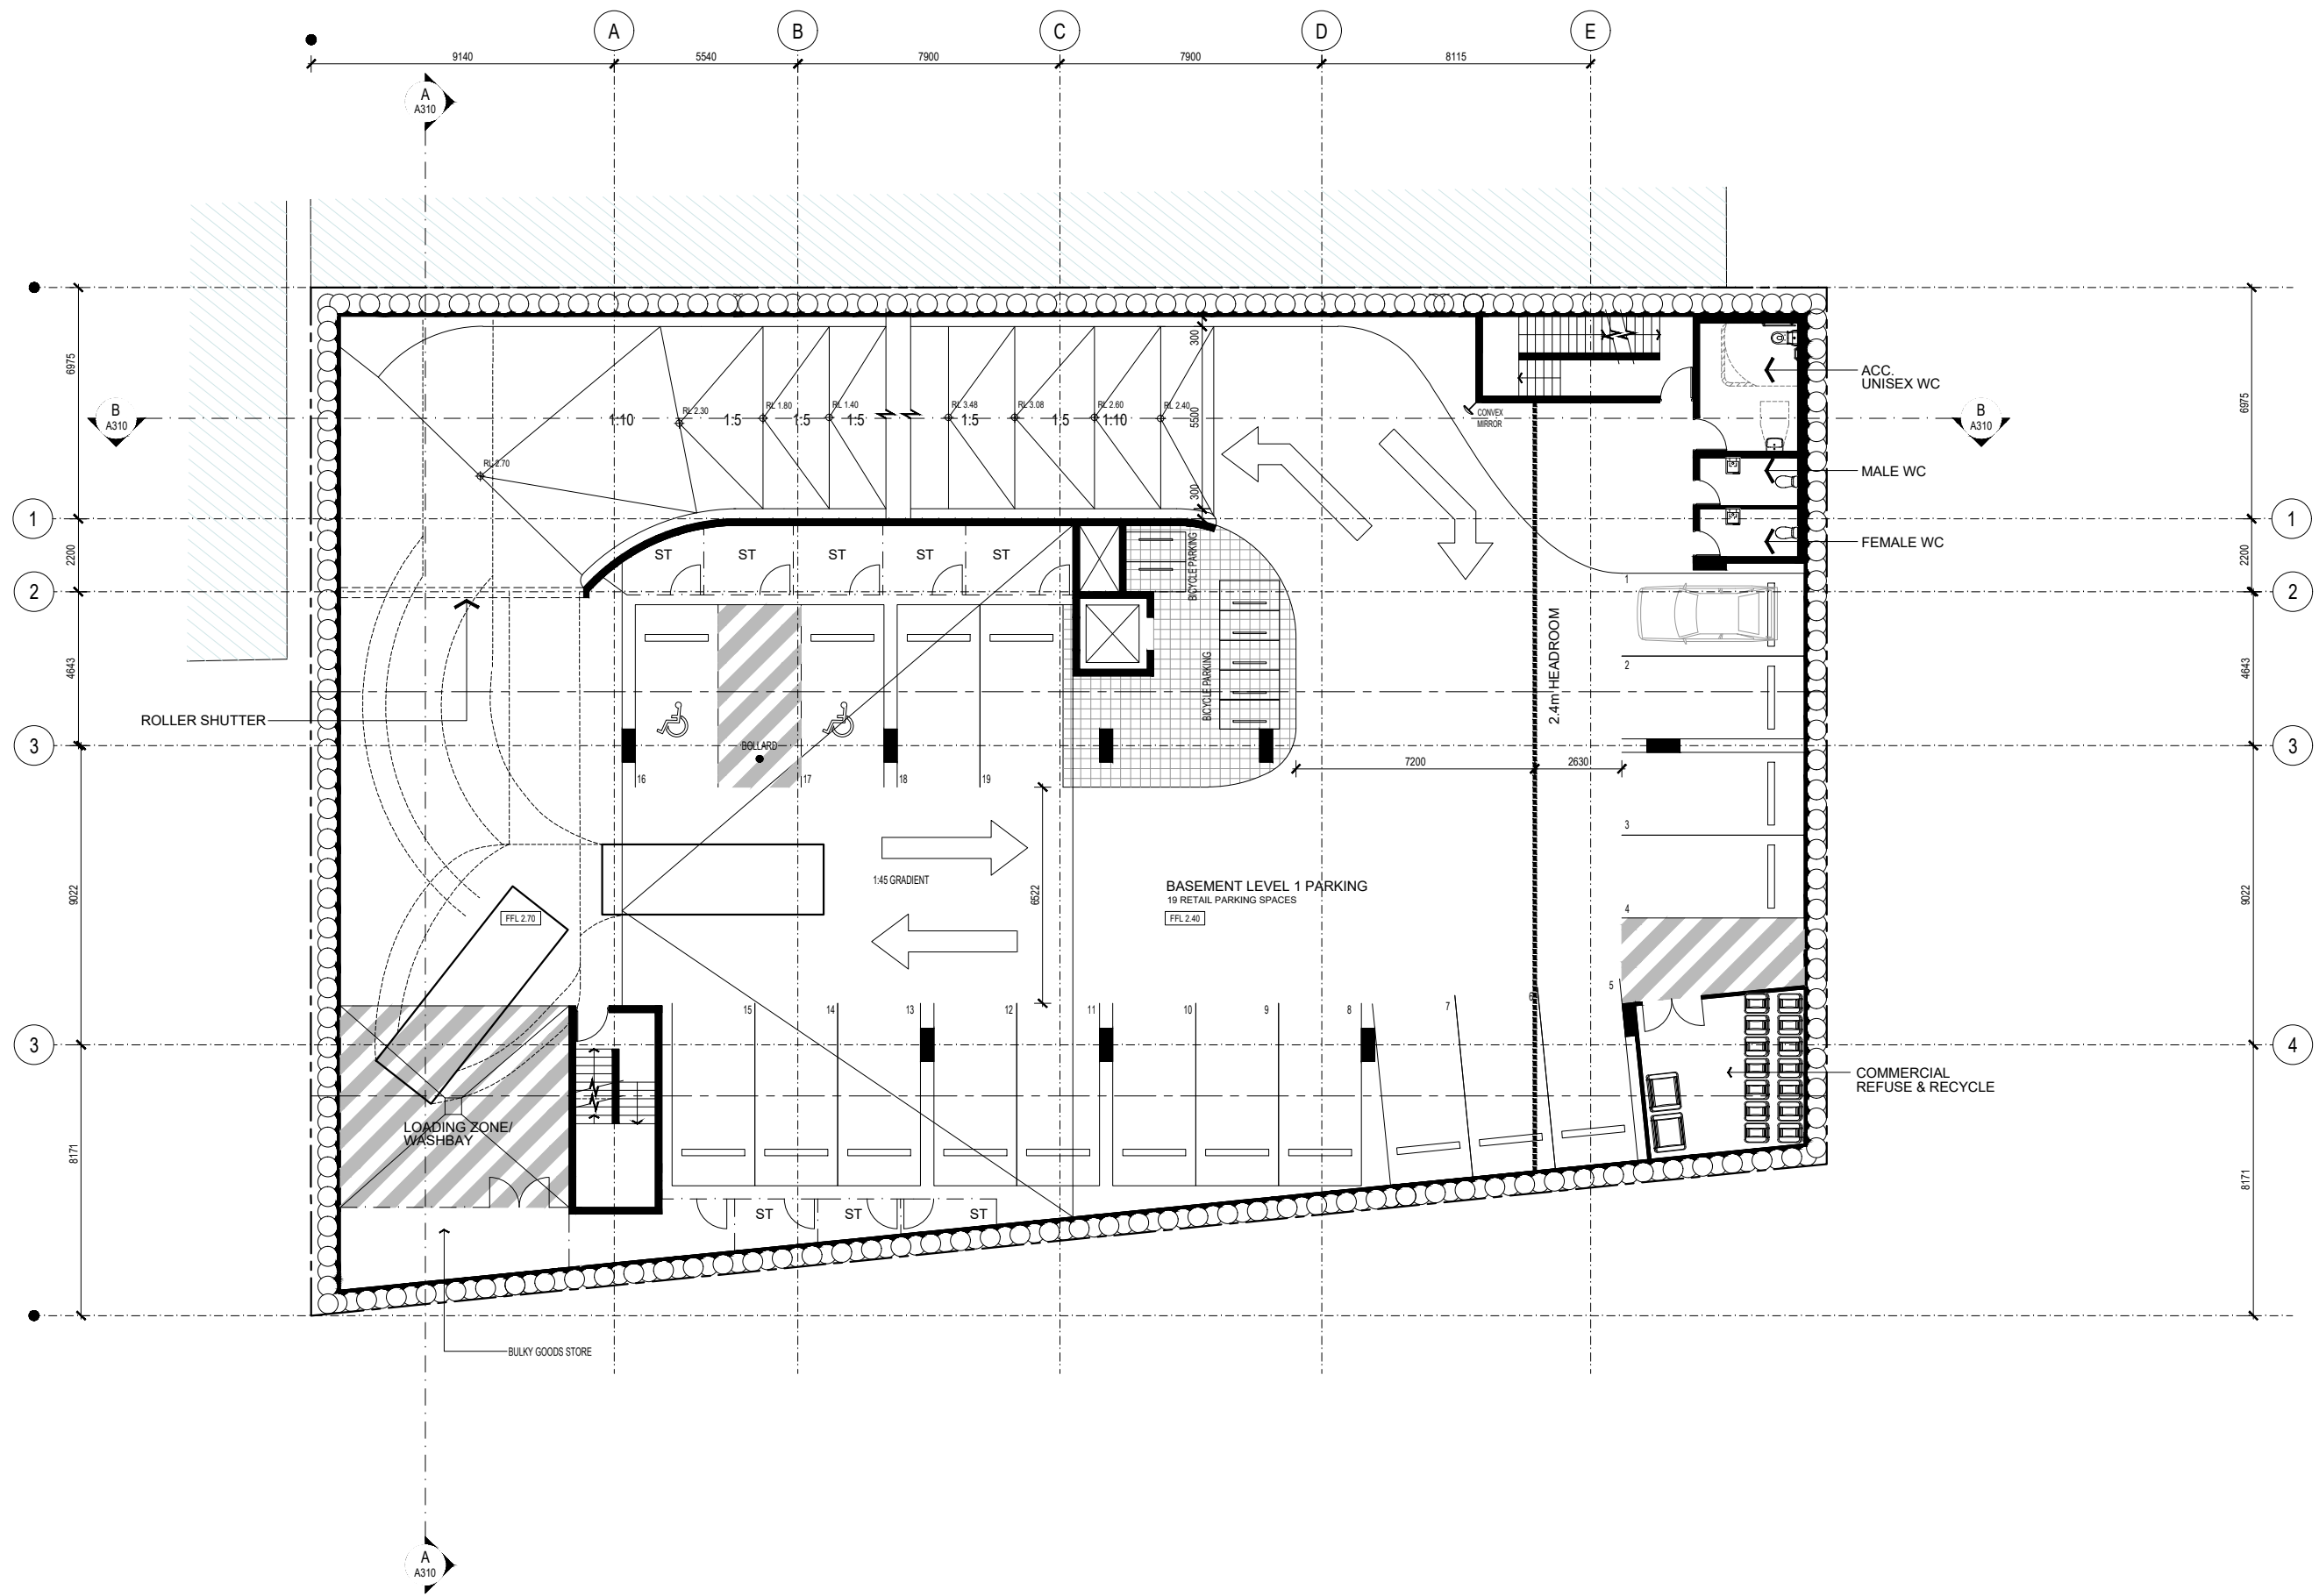 A
B
C
D
E
9140
5540
7900
7900
8115
A
A310
6975
300
6975
ACC.
UNISEX WC
B
A310
1:10
RL 2.30
1:5
RL 1.80
1:5
RL 1.40
1:5
RL 3.48
1:5
RL 3.08
1:5
RL 2.60
1:10
RL 2.40
5500
CONVEX
MIRROR
B
A310
RL 2.70
MALE WC
300
1
1
FEMALE WC
2200
ST
ST
ST
ST
ST
BICYCLE PARKING
2200
1
2
2
4643
2.4m HEADROOM
2
4643
BICYCLE PARKING
ROLLER SHUTTER
3
BOLLARD
3
7200
2630
16
17
18
19
3
1:45 GRADIENT
BASEMENT LEVEL 1 PARKING
19 RETAIL PARKING SPACES
9022
6522
9022
FFL 2.70
FFL 2.40
4
5
6
7
15
14
13
12
11
10
9
8
3
4
COMMERCIAL
REFUSE & RECYCLE
LOADING ZONE/
WASHBAY
8171
8171
ST
ST
ST
BULKY GOODS STORE
A
A310